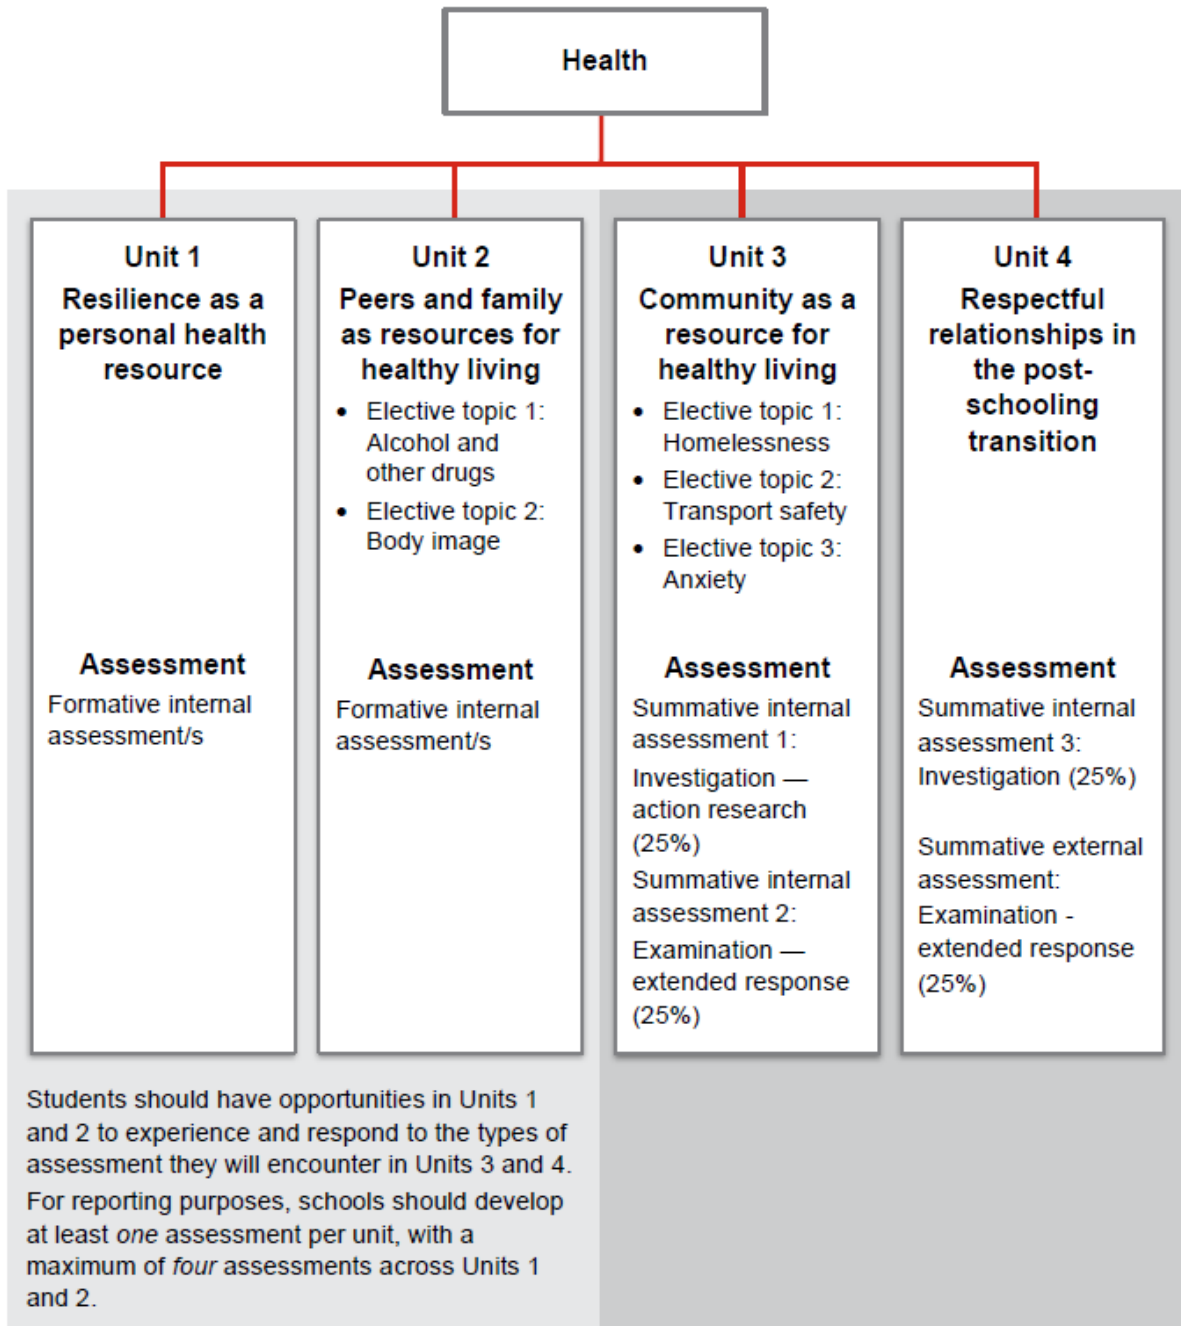 Health
Unit 1
Resilience as a
personal health
resource
Assessment
Formative internal
assessment/s
Unit 2
Peers and family
as resources for
healthy living
• Elective topic 1:
Alcohol and
other drugs
• Elective topic 2:
Body image
Assessment
Formative internal
assessment/s
Unit 3
Community as a
resource for
healthy living
• Elective topic 1:
Homelessness
• Elective topic 2:
Transport safety
• Elective topic 3:
Anxiety
Assessment
Summative internal
assessment 1:
Investigation —
action research
(25%)
Summative internal
assessment 2:
Examination —
extended response
(25%)
Unit 4
Respectful
relationships in
the post-
schooling
transition
Assessment
Summative internal
assessment 3:
Investigation (25%)
Summative external
assessment:
Examination -
extended response
(25%)
Students should have opportunities in Units 1
and 2 to experience and respond to the types of
assessment they will encounter in Units 3 and 4.
For reporting purposes, schools should develop
at least one assessment per unit, with a
maximum of four assessments across Units 1
and 2.